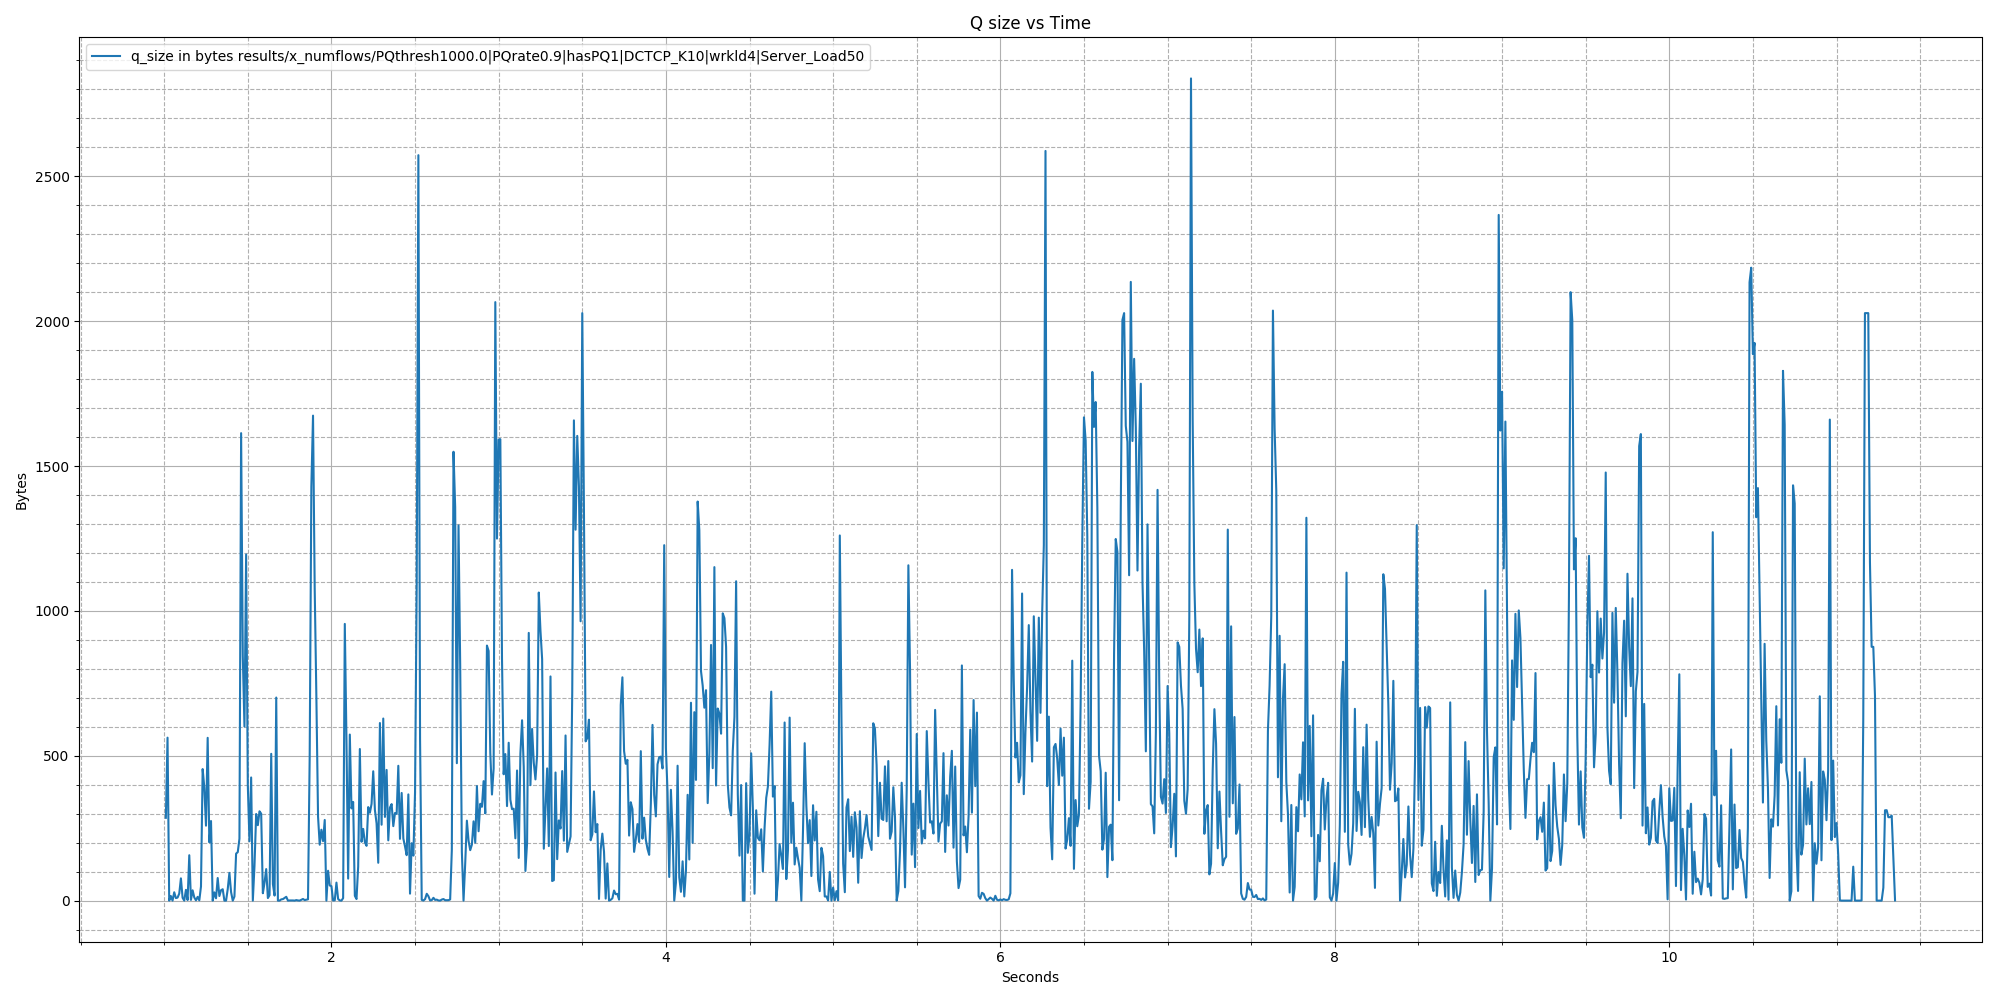 Q size vs Time
q_size in bytes results/x_numflows/PQthresh1000.0|PQrate0.9|hasPQ1|DCTCP_K10|wrkld4|Server_Load50
2500
2000
1500
1000
500
0
Bytes
2 4 6 8 10
Seconds